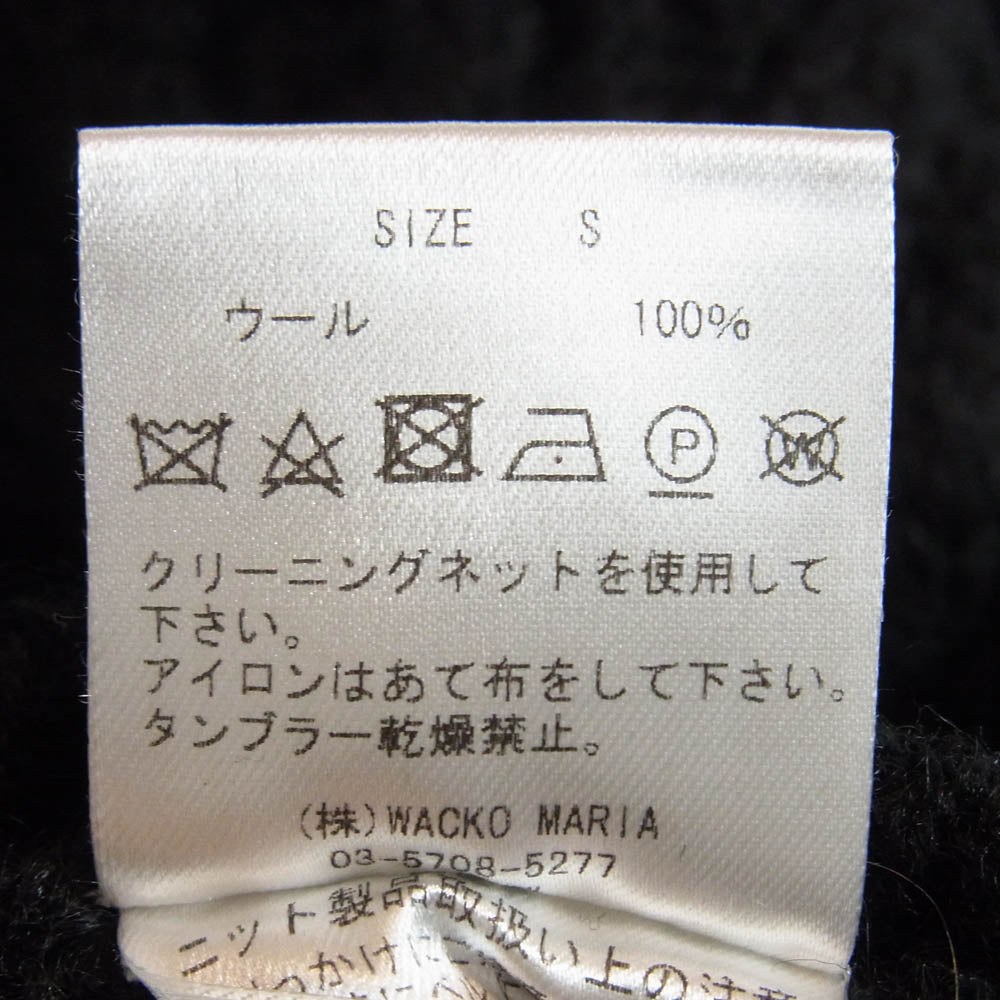 SIZE S
ウール 100%
P W
クリーニングネットを使用して
下さい。
アイロンはあて布をして下さい。
タンブラー乾燥禁止。
(株)WACKO MARIA
03-5708-5277
ニット製品取扱い上の注意